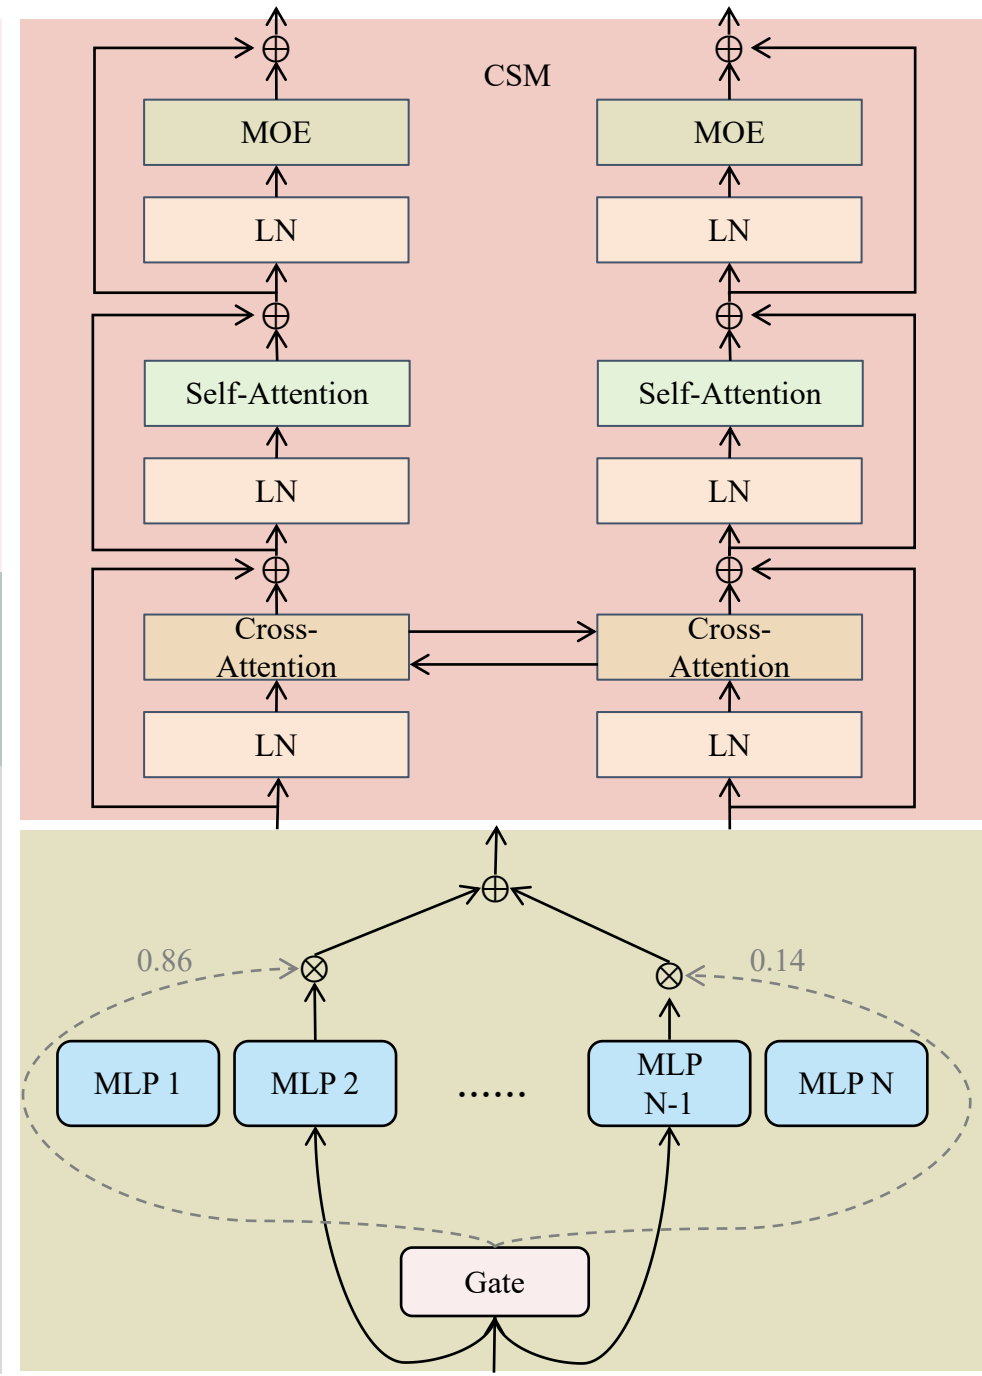 CSM
MOE
MOE
LN
LN
Self-Attention
Self-Attention
LN
LN
Cross-
Attention
Cross-
Attention
LN
LN
0.86
0.14
MLP 1
MLP 2
......
MLP
N-1
MLP N
Gate